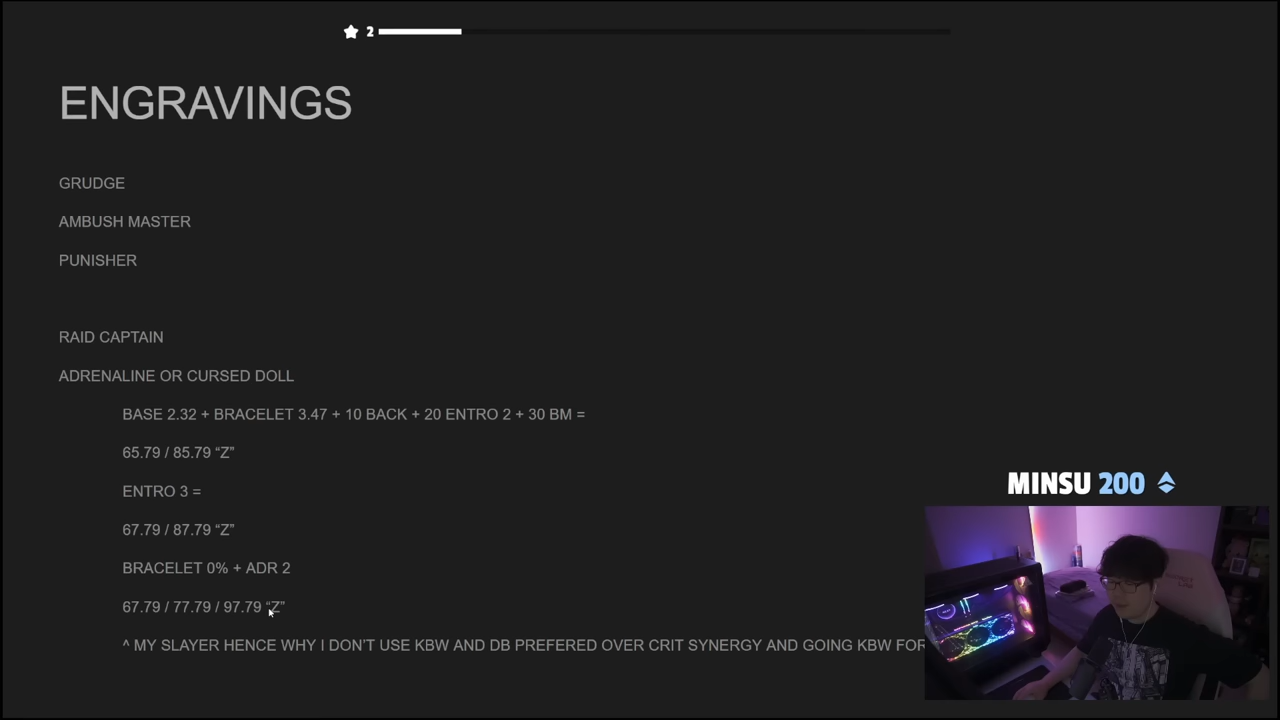 2
ENGRAVINGS
GRUDGE
AMBUSH MASTER
PUNISHER
RAID CAPTAIN
ADRENALINE OR CURSED DOLL
BASE 2.32 + BRACELET 3.47 + 10 BACK + 20 ENTRO 2 + 30 BM =
65.79 / 85.79 “Z”
ENTRO 3 =
67.79 / 87.79 “Z”
BRACELET 0% + ADR 2
67.79 / 77.79 / 97.79 “Z”
^ MY SLAYER HENCE WHY I DON’T USE KBW AND DB PREFERED OVER CRIT SYNERGY AND GOING KBW FOR
MINSU 200